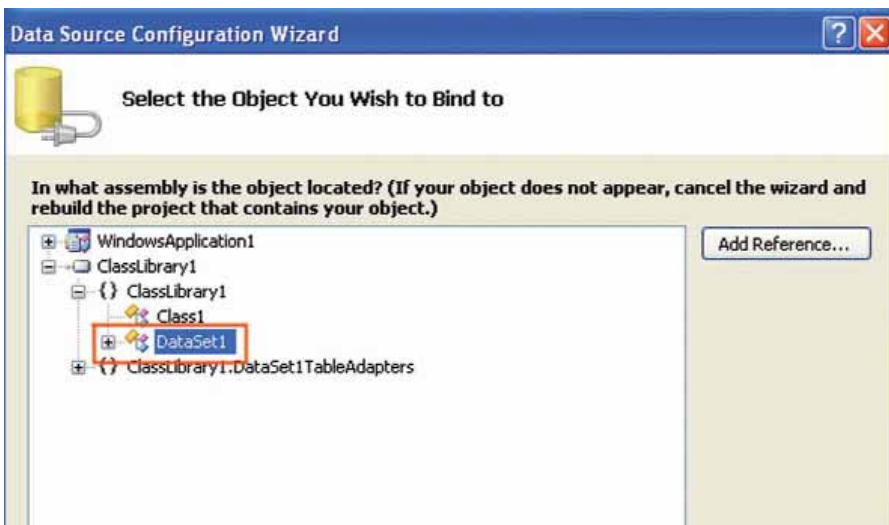 Data Source Configuration Wizard
Select the Object You Wish to Bind to
In what assembly is the object located? (If your object does not appear, cancel the wizard and
rebuild the project that contains your object.)
WindowsApplication1
Add Reference...
ClassLibrary1
{} ClassLibrary1
Class1
DataSet1
{} ClassLibrary1.DataSet1TableAdapters